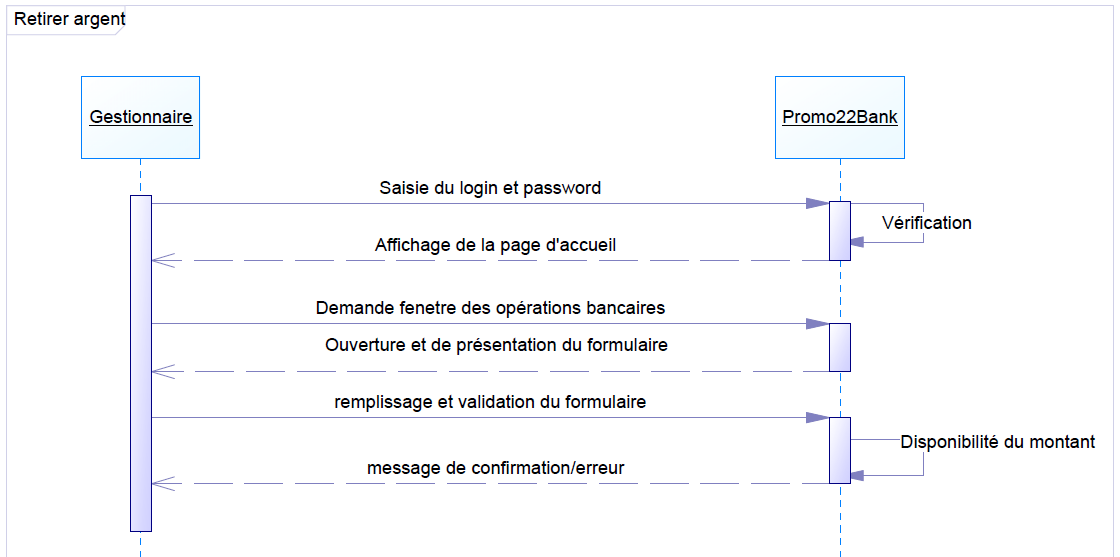 Retirer argent
Gestionnaire
Promo22Bank
Saisie du login et password
Vérification
Affichage de la page d'accueil
Demande fenetre des opérations bancaires
Ouverture et de présentation du formulaire
remplissage et validation du formulaire
Disponibilité du montant
message de confirmation/erreur